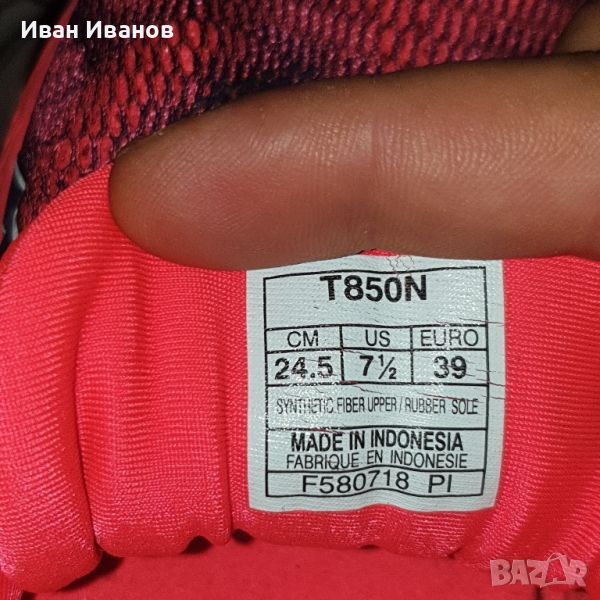 Иван Иванов
T850N
CM US EURO
24.5 7½ 39
SYNTHETIC FIBER UPPER / RUBBER SOLE
MADE IN INDONESIA
FABRIQUE EN INDONESIE
F580718 PI
BAZAR